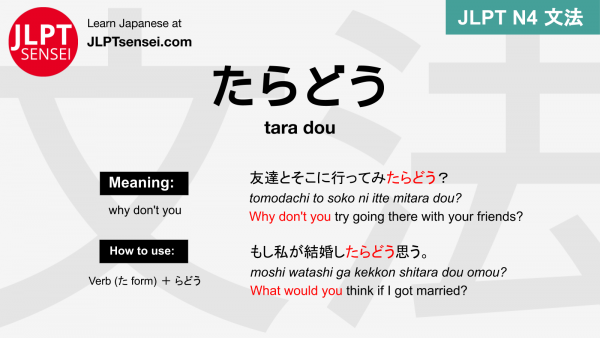 JLPT
SENSEI
Learn Japanese at
JLPTsensei.com
JLPT N4 文法
文法
たらどう
tara dou
Meaning:
why don't you
How to use:
Verb (た form) ＋ らどう
友達とそこに行ってみたらどう？
tomodachi to soko ni itte mitara dou?
Why don't you try going there with your friends?
もし私が結婚したらどう思う。
moshi watashi ga kekkon shitara dou omou?
What would you think if I got married?